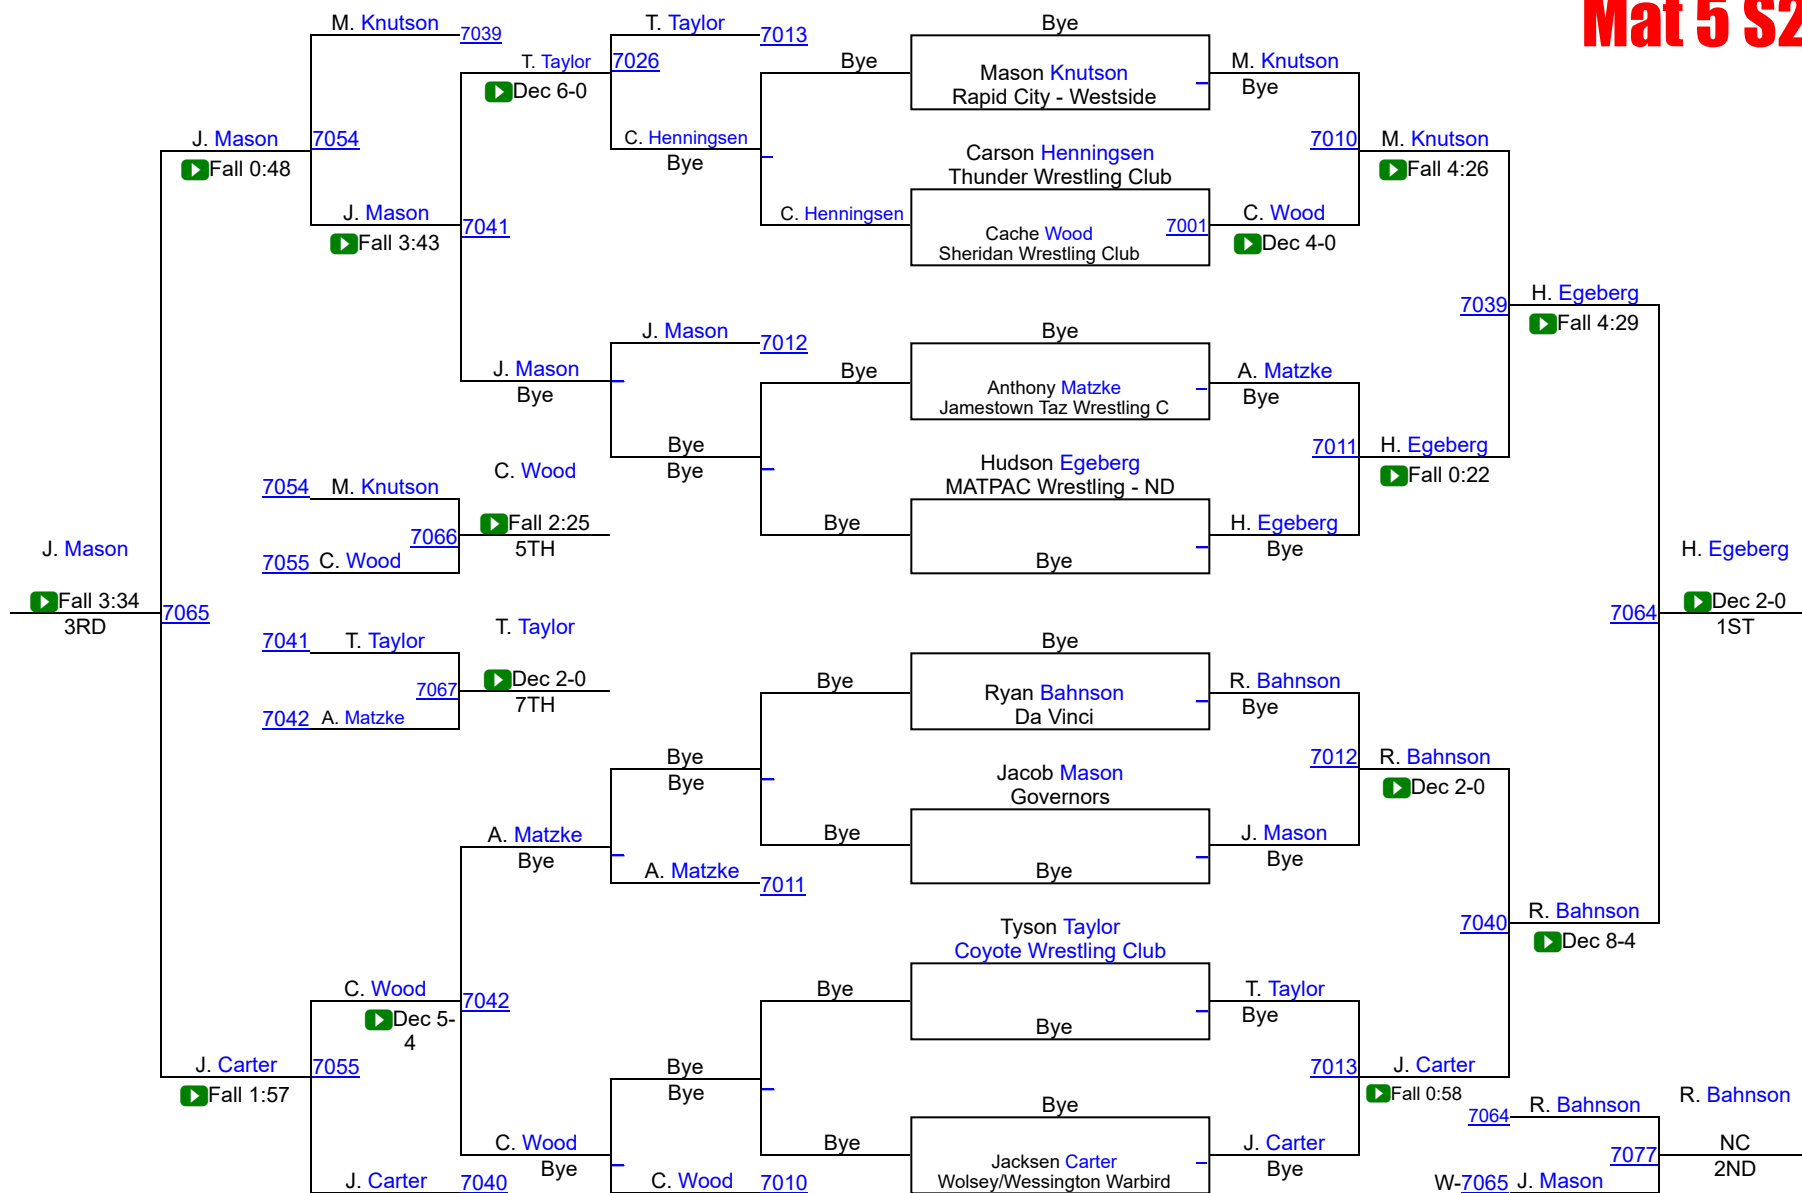 Mat 5 S2
M. Knutson
7039
T. Taylor
7013
Bye
T. Taylor
7026
Dec 6-0
Bye
Mason Knutson
Rapid City - Westside
M. Knutson
Bye
J. Mason
7054
Fall 0:48
C. Henningsen
Bye
Carson Henningsen
Thunder Wrestling Club
7010
M. Knutson
Fall 4:26
J. Mason
7041
Fall 3:43
C. Henningsen
Cache Wood
Sheridan Wrestling Club
7001
C. Wood
Dec 4-0
7039
H. Egeberg
Fall 4:29
J. Mason
7012
Bye
J. Mason
Bye
Bye
Anthony Matzke
Jamestown Taz Wrestling C
A. Matzke
Bye
Bye
Bye
7011
H. Egeberg
Fall 0:22
C. Wood
Hudson Egeberg
MATPAC Wrestling - ND
7054
M. Knutson
7066
Fall 2:25
5TH
7055
C. Wood
Bye
Bye
H. Egeberg
Bye
J. Mason
Fall 3:34
3RD
7065
H. Egeberg
7064
Dec 2-0
1ST
7041
T. Taylor
T. Taylor
7067
Dec 2-0
7TH
7042
A. Matzke
Bye
Bye
Ryan Bahnson
Da Vinci
R. Bahnson
Bye
Bye
Bye
7012
R. Bahnson
Dec 2-0
Jacob Mason
Governors
A. Matzke
Bye
Bye
J. Mason
Bye
A. Matzke
7011
Bye
7040
R. Bahnson
Dec 8-4
Tyson Taylor
Coyote Wrestling Club
C. Wood
7042
Dec 5-
4
Bye
T. Taylor
Bye
Bye
J. Carter
7055
Fall 1:57
Bye
Bye
7013
J. Carter
Fall 0:58
Bye
7064
R. Bahnson
R. Bahnson
C. Wood
Bye
Bye
Jacksen Carter
Wolsey/Wessington Warbird
J. Carter
Bye
7077
NC
2ND
J. Carter
7040
C. Wood
7010
W-7065
J. Mason